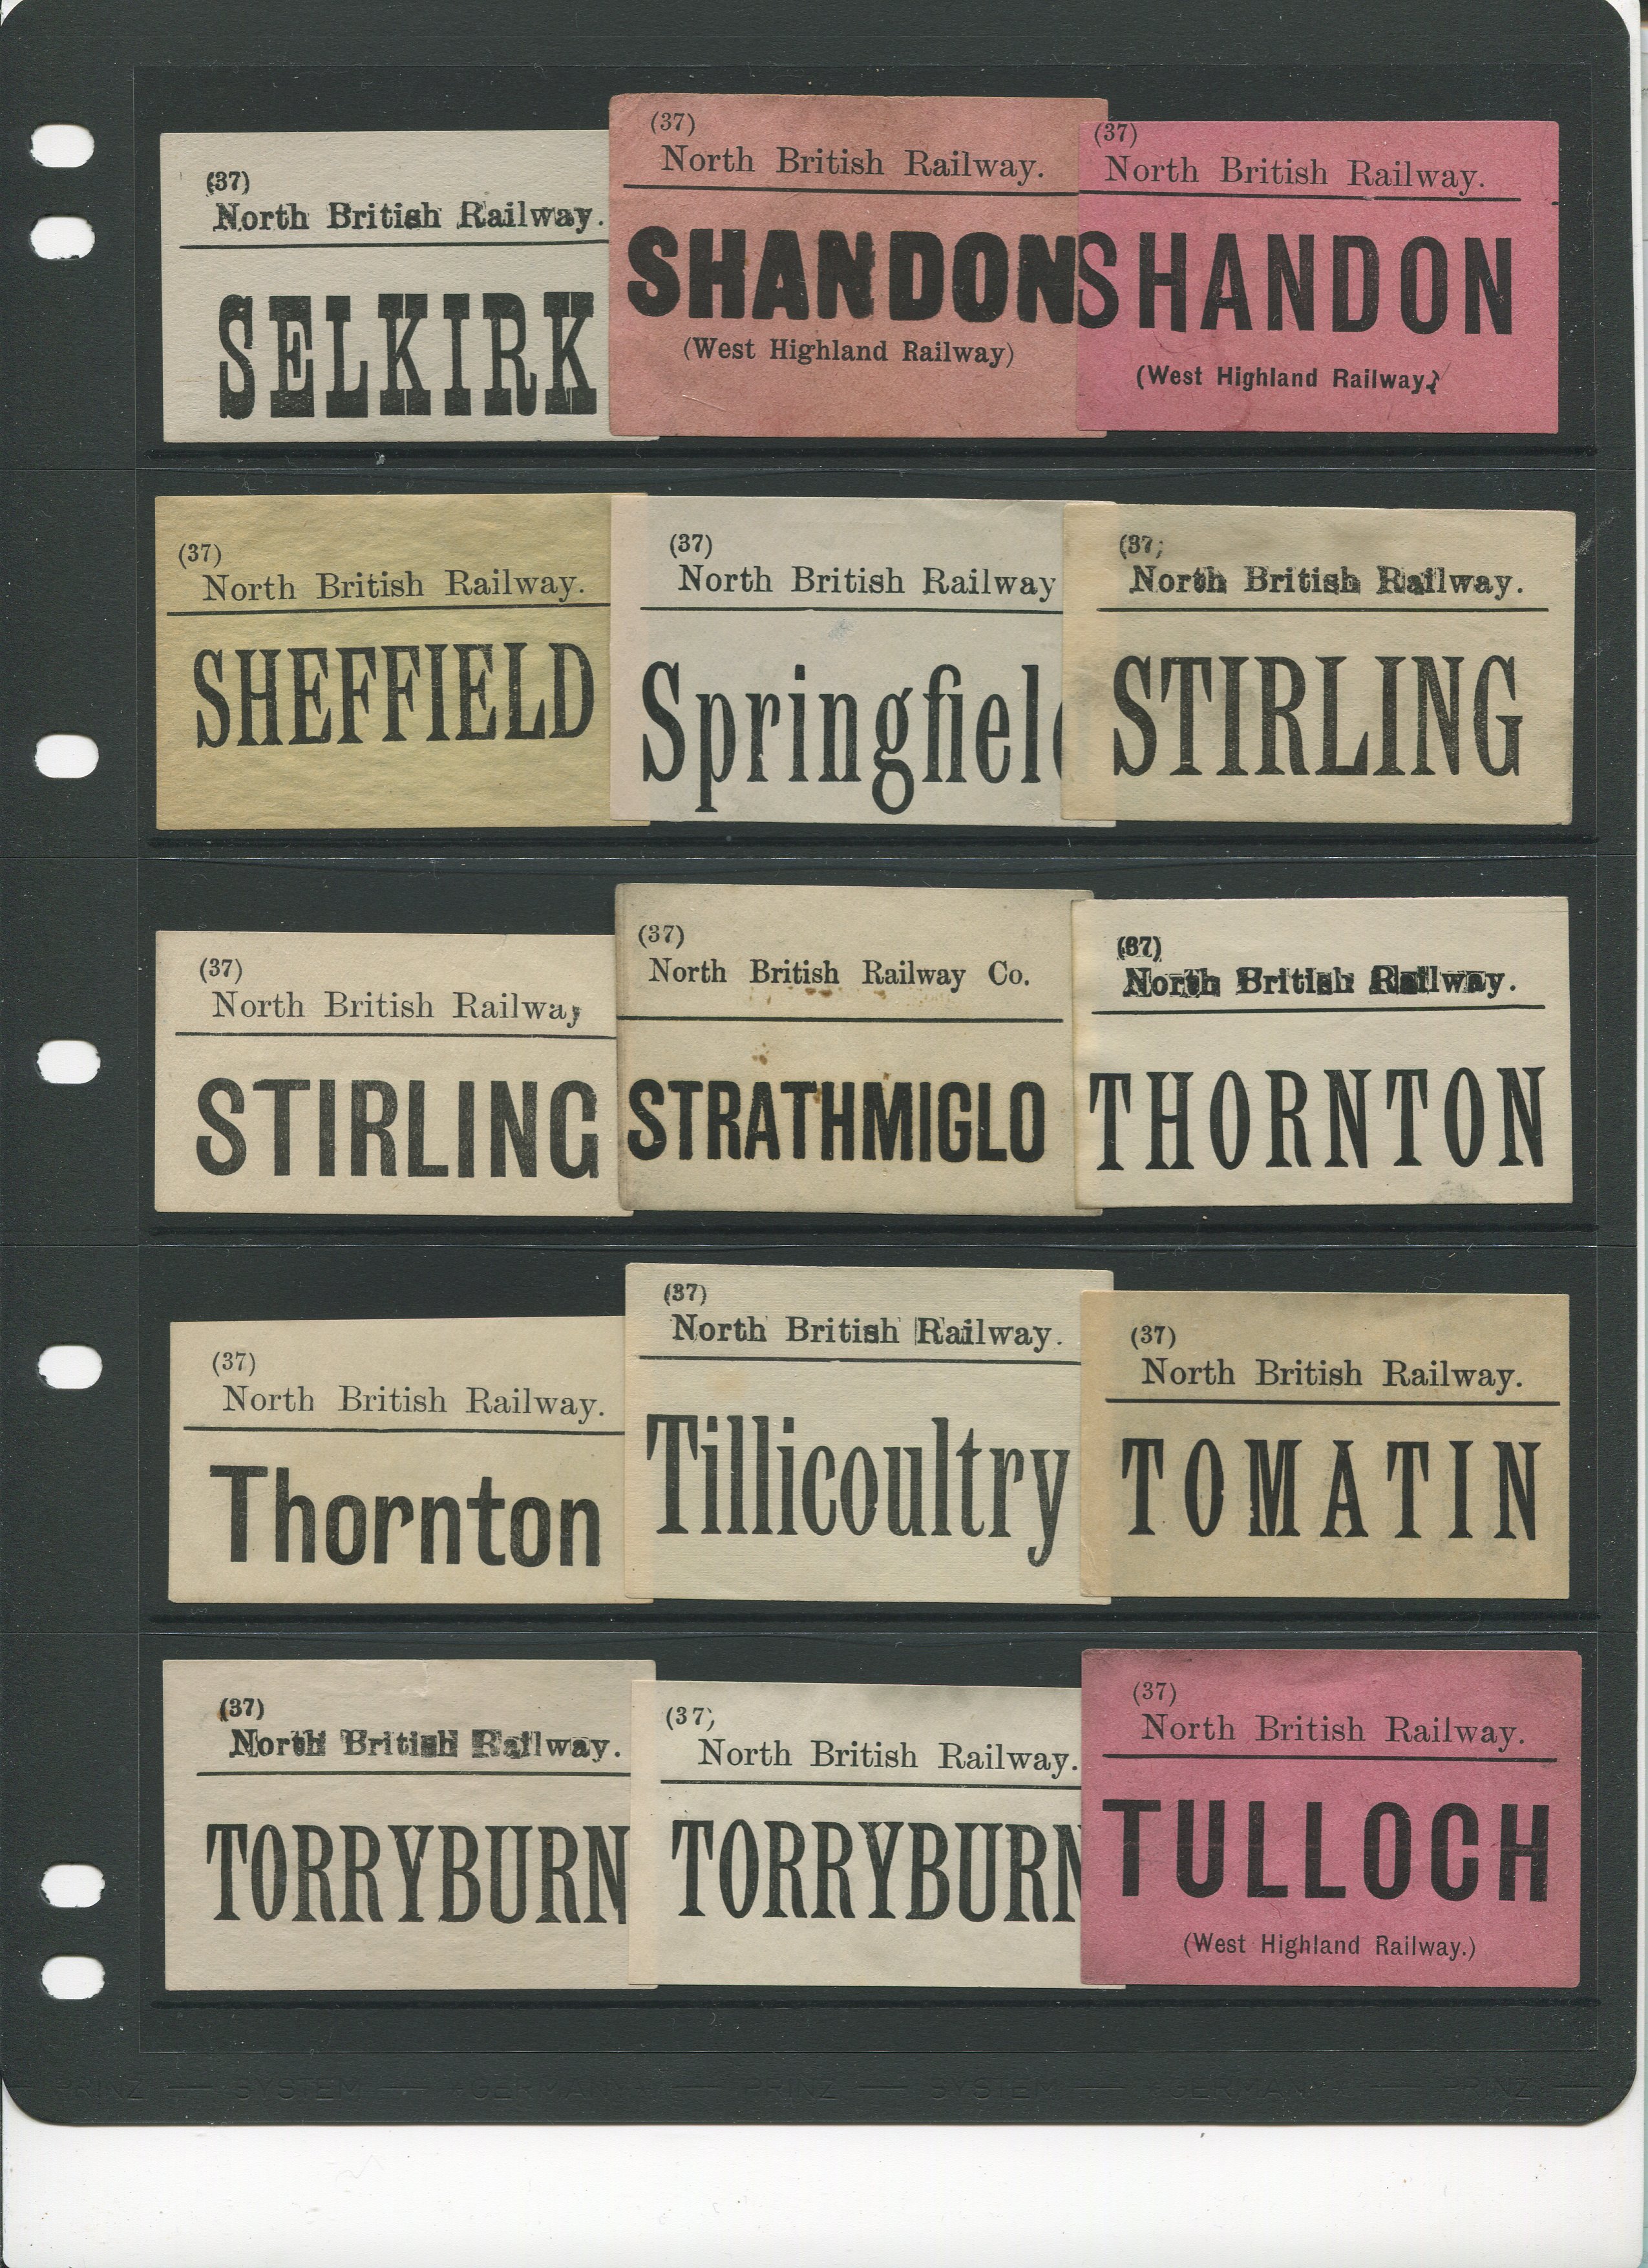 (37)
North British Railway.
SELKIRK
(37)
North British Railway.
SHANDON
(West Highland Railway)
(37)
North British Railway.
SHANDON
(West Highland Railway.)
(37)
North British Railway.
SHEFFIELD
(37)
North British Railway
Springfiel
(37)
North British Railway.
STIRLING
(37)
North British Railway
STIRLING
(37)
North British Railway Co.
STRATHMIGLO
(37)
North British Railway.
THORNTON
(37)
North British Railway.
Thornton
(37)
North British Railway.
Tillicoultry
(37)
North British Railway.
TOMATIN
(37)
North British Railway.
TORRYBURN
(37)
North British Railway.
TORRYBURN
(37)
North British Railway.
TULLOCH
(West Highland Railway.)
PRINZ — SYSTEM — GERMANY — PRINZ — SYSTEM — GERMANY — PRINZ